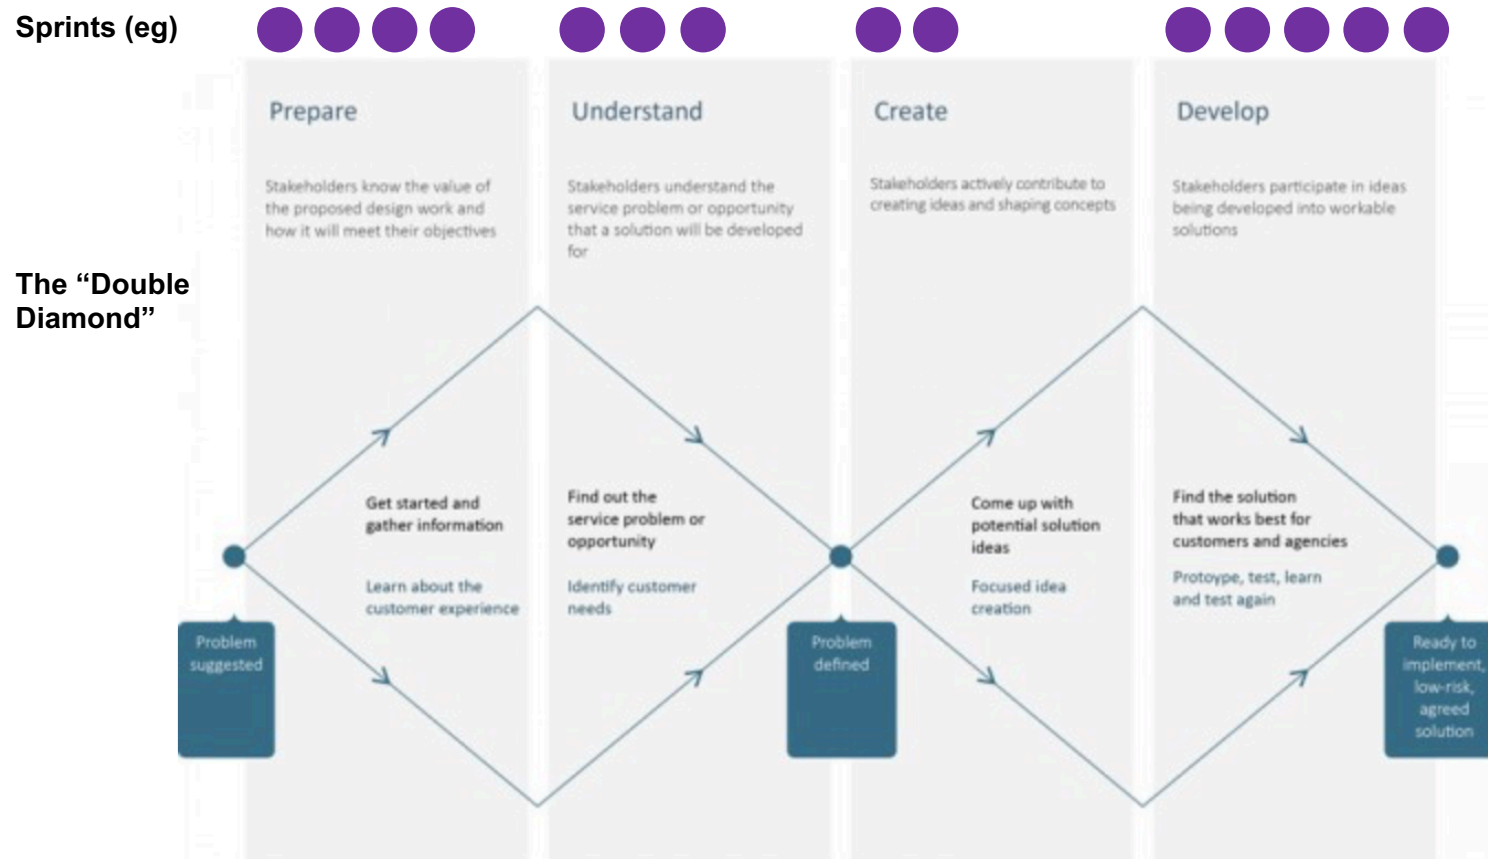 Sprints (eg)
Prepare
Understand
Create
Develop
Stakeholders know the value of
the proposed design work and
how it will meet their objectives
Stakeholders understand the
service problem or opportunity
that a solution will be developed
for
Stakeholders actively contribute to
creating ideas and shaping concepts
Stakeholders participate in ideas
being developed into workable
solutions
The “Double
Diamond”
Get started and
gather information
Learn about the
customer experience
Find out the
service problem or
opportunity
Identify customer
needs
Come up with
potential solution
ideas
Focused idea
creation
Find the solution
that works best for
customers and agencies
Protoype, test, learn
and test again
Problem
suggested
Problem
defined
Ready to
implement,
low-risk,
agreed
solution